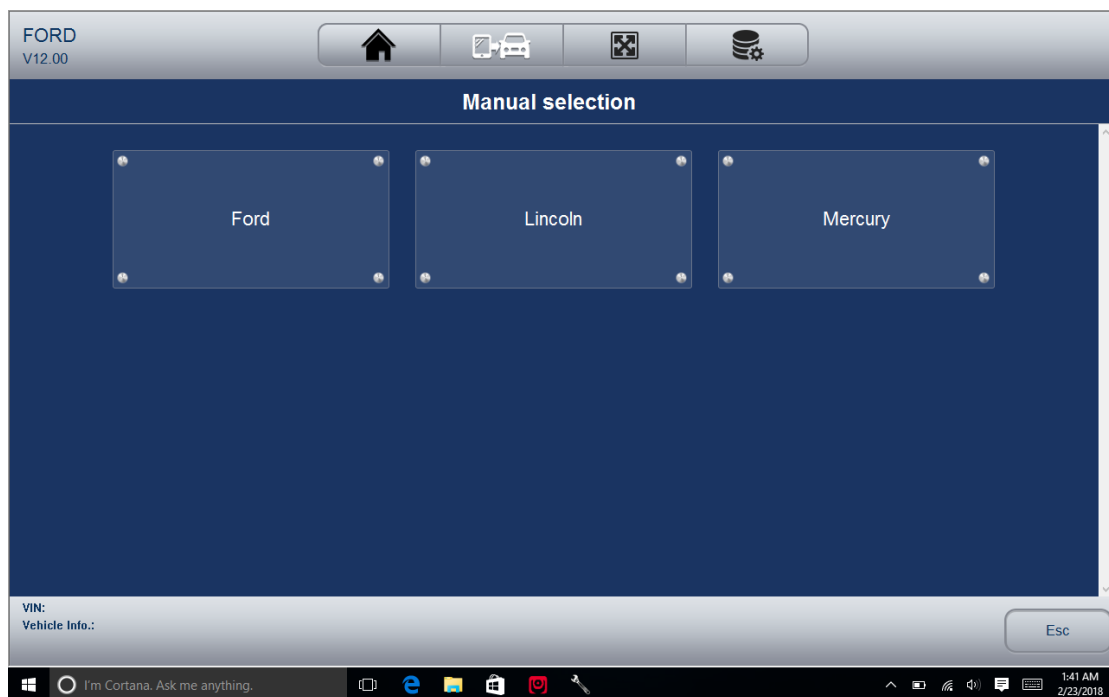 FORD
V12.00
Manual selection
Ford
Lincoln
Mercury
VIN:
Vehicle Info.:
Esc
I'm Cortana. Ask me anything.
1:41 AM
2/23/2018